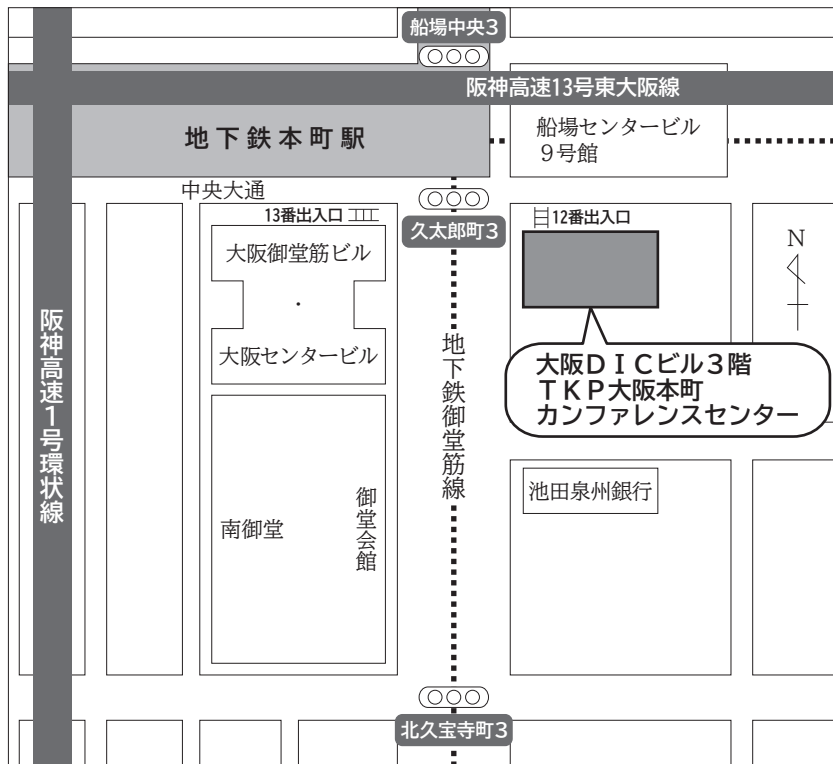 船場中央3
阪神高速13号東大阪線
地下鉄本町駅
船場センタービル
9号館
中央大通
13番出入口
久太郎町3
12番出入口
大阪御堂筋ビル
・
大阪センタービル
N
阪神高速1号環状線
地下鉄御堂筋線
大阪DICビル3階
TKP大阪本町
カンファレンスセンター
池田泉州銀行
南御堂
御堂会館
北久宝寺町3